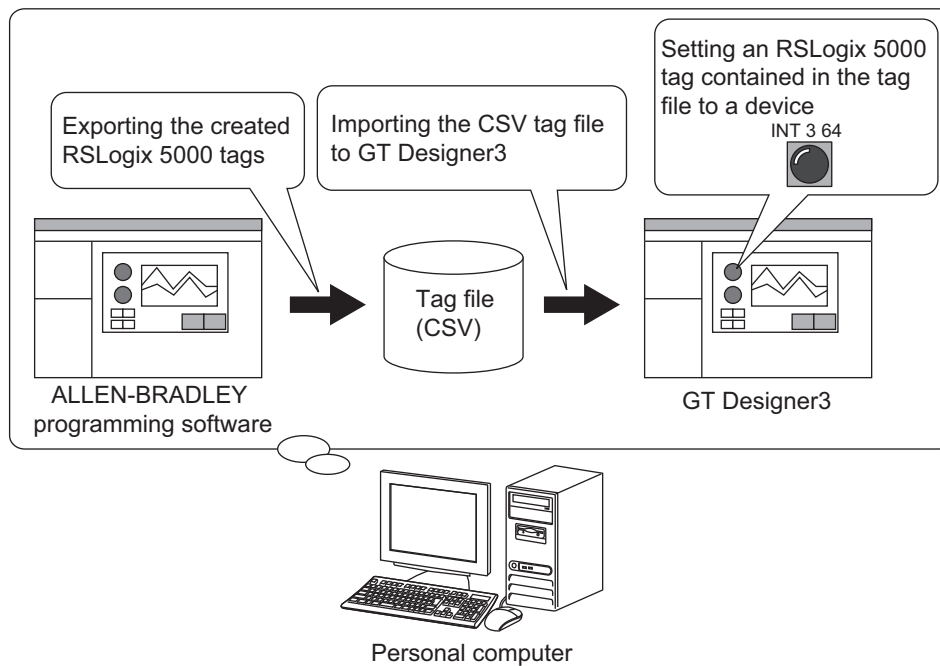 Setting an RSLogix 5000
tag contained in the tag
file to a device
INT 3 64
Exporting the created
RSLogix 5000 tags
Importing the CSV tag file
to GT Designer3
Tag file
(CSV)
ALLEN-BRADLEY
programming software
GT Designer3
Personal computer